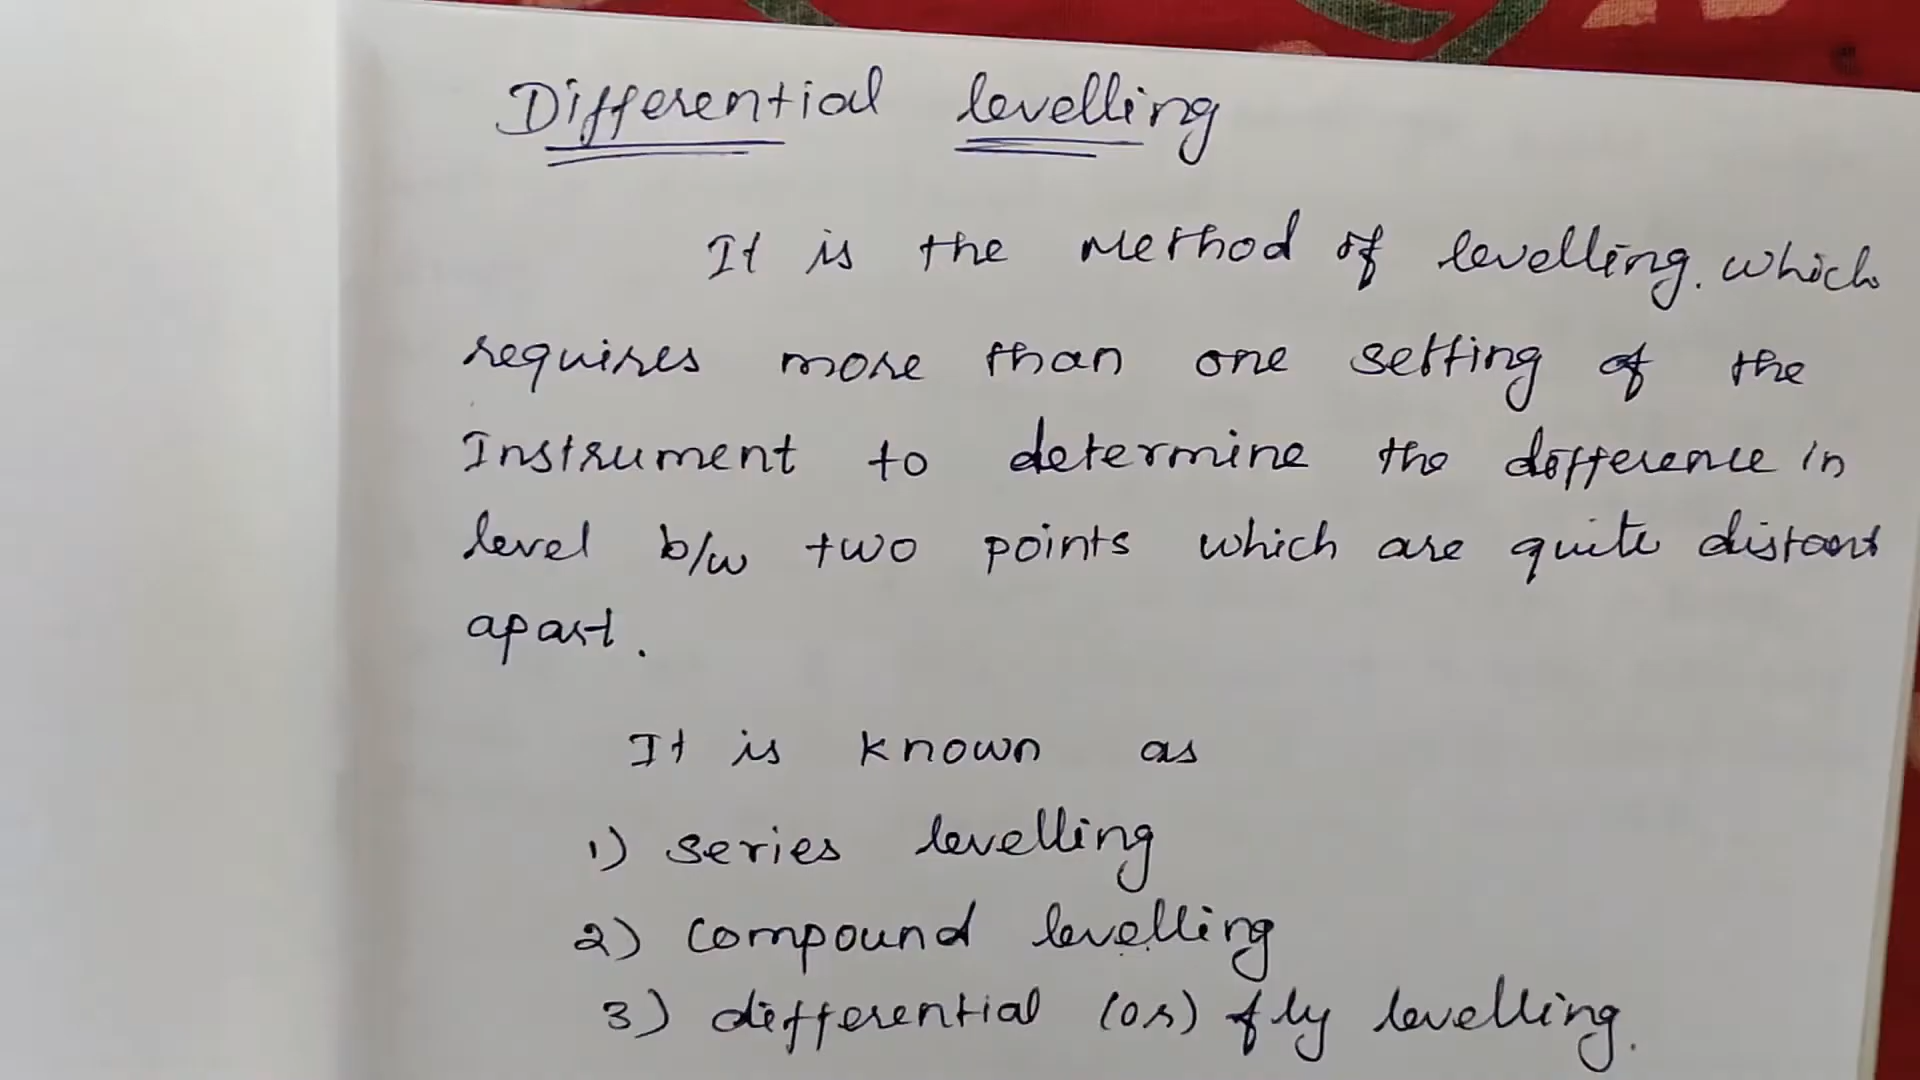 Differential levelling
It is the method of levelling. which
requires more than one setting of the
Instrument to determine the difference in
level b/w two points which are quite distant
apart.
It is known as
1) series levelling
2) compound levelling
3) differential (or) fly levelling.